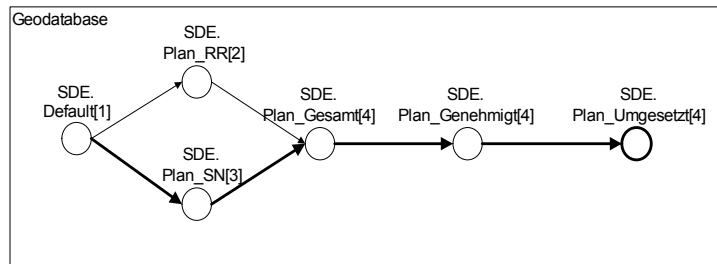 Geodatabase
SDE.
Plan_RR[2]
SDE.
Default[1]
SDE.
Plan_SN[3]
SDE.
Plan_Gesamt[4]
SDE.
Plan_Genehmigt[4]
SDE.
Plan_Umgesetzt[4]